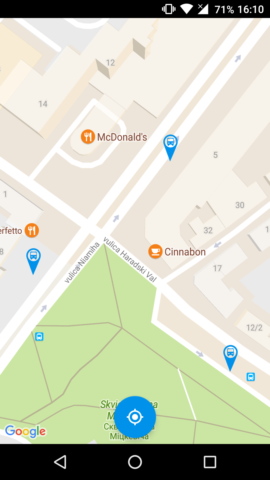 71% 16:10
12
14
McDonald's
5
erfetto
32
30
vulica Niamiha
vulica Haradski Val
Cinnabon
17
12/2
Google